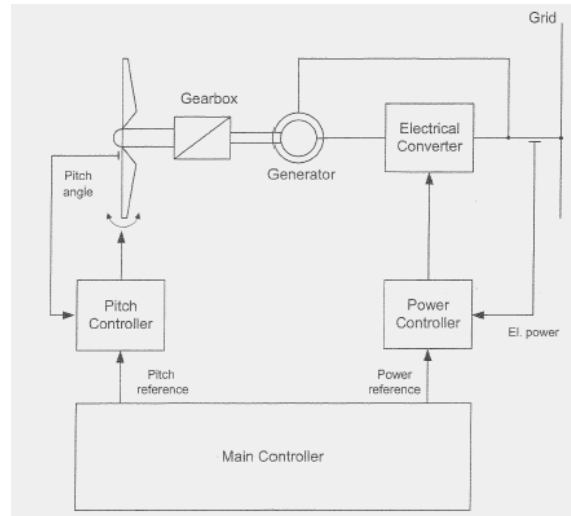 Grid
Gearbox
Electrical
Converter
Generator
Pitch
angle
Pitch
Controller
Power
Controller
El. power
Pitch
reference
Power
reference
Main Controller